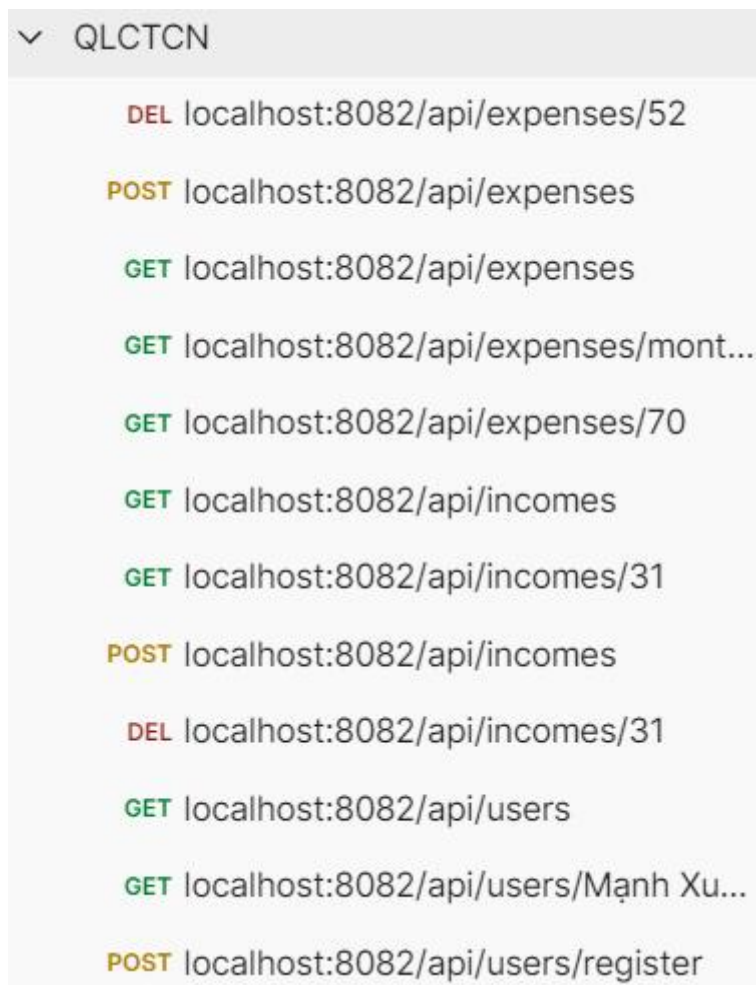 QLCTCN
DEL localhost:8082/api/expenses/52
POST localhost:8082/api/expenses
GET localhost:8082/api/expenses
GET localhost:8082/api/expenses/mont...
GET localhost:8082/api/expenses/70
GET localhost:8082/api/incomes
GET localhost:8082/api/incomes/31
POST localhost:8082/api/incomes
DEL localhost:8082/api/incomes/31
GET localhost:8082/api/users
GET localhost:8082/api/users/Mạnh Xu...
POST localhost:8082/api/users/register